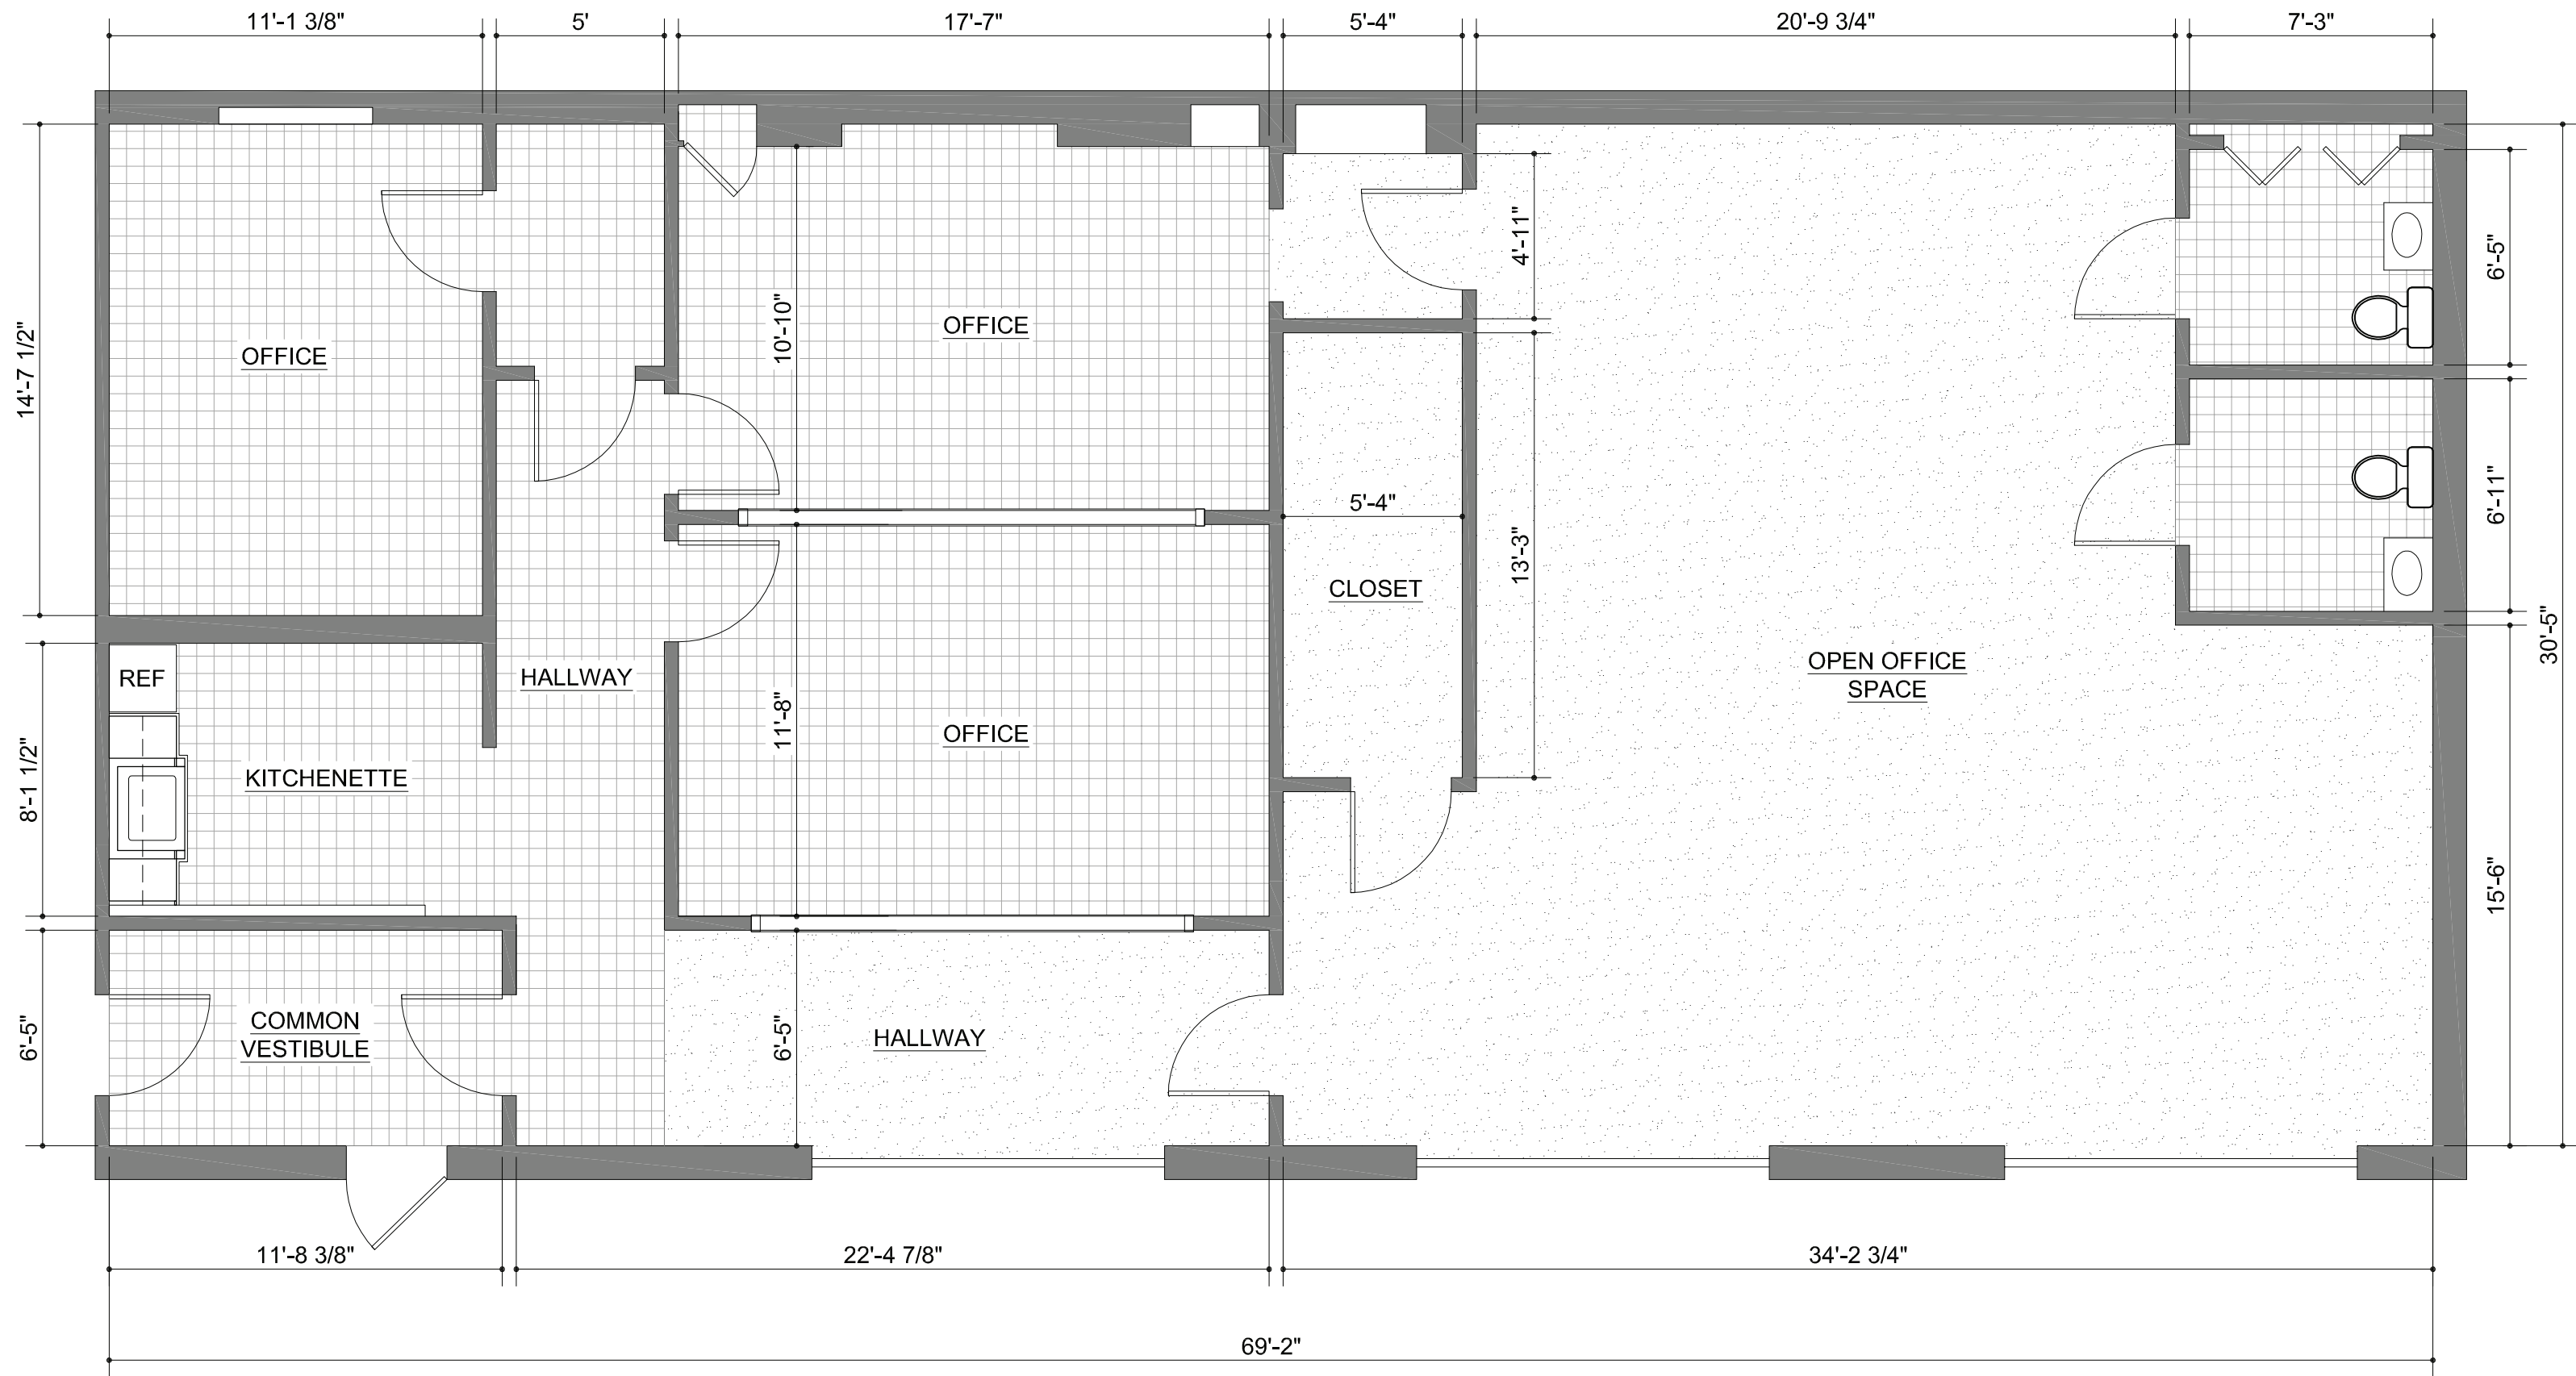 11'-1 3/8"
5'
17'-7"
5'-4"
20'-9 3/4"
7'-3"
4'-11"
6'-5"
10'-10"
OFFICE
14'-7 1/2"
OFFICE
5'-4"
6'-11"
13'-3"
CLOSET
30'-5"
REF
HALLWAY
OPEN OFFICE
SPACE
11'-8"
OFFICE
8'-1 1/2"
KITCHENETTE
15'-6"
6'-5"
COMMON
VESTIBULE
6'-5"
HALLWAY
11'-8 3/8"
22'-4 7/8"
34'-2 3/4"
69'-2"